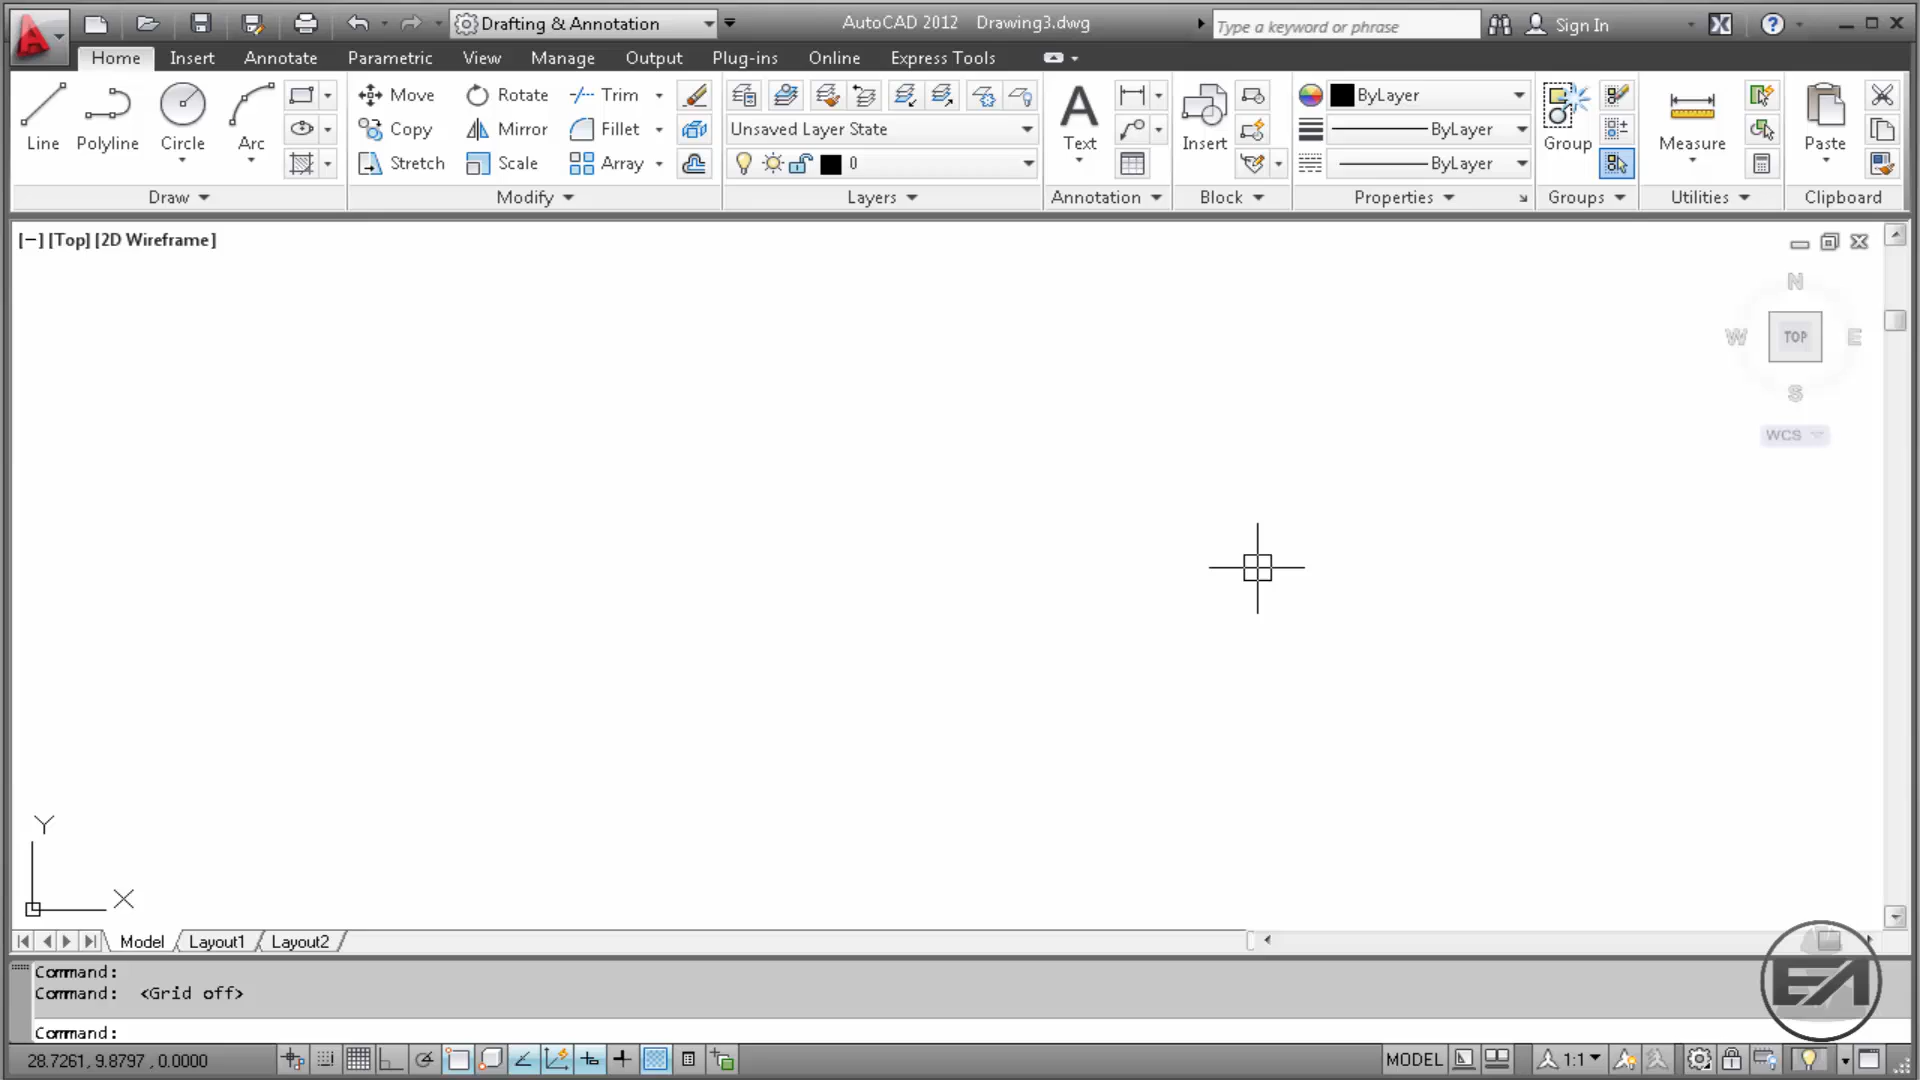 Drafting & Annotation
AutoCAD 2012 Drawing3.dwg
Type a keyword or phrase
Sign In
Home Insert Annotate Parametric View Manage Output Plug-ins Online Express Tools
Line Polyline Circle Arc
Move Rotate Trim
Copy Mirror Fillet
Stretch Scale Array
Unsaved Layer State
0
Text
Insert
ByLayer
ByLayer
ByLayer
Group
Measure
Paste
Draw Modify Layers Annotation Block Properties Groups Utilities Clipboard
[−] [Top] [2D Wireframe]
N
W TOP E
S
WCS
Y
X
Model Layout1 Layout2
Command:
Command: <Grid off>
Command:
EA
28.7261, 9.8797 , 0.0000
MODEL
1:1